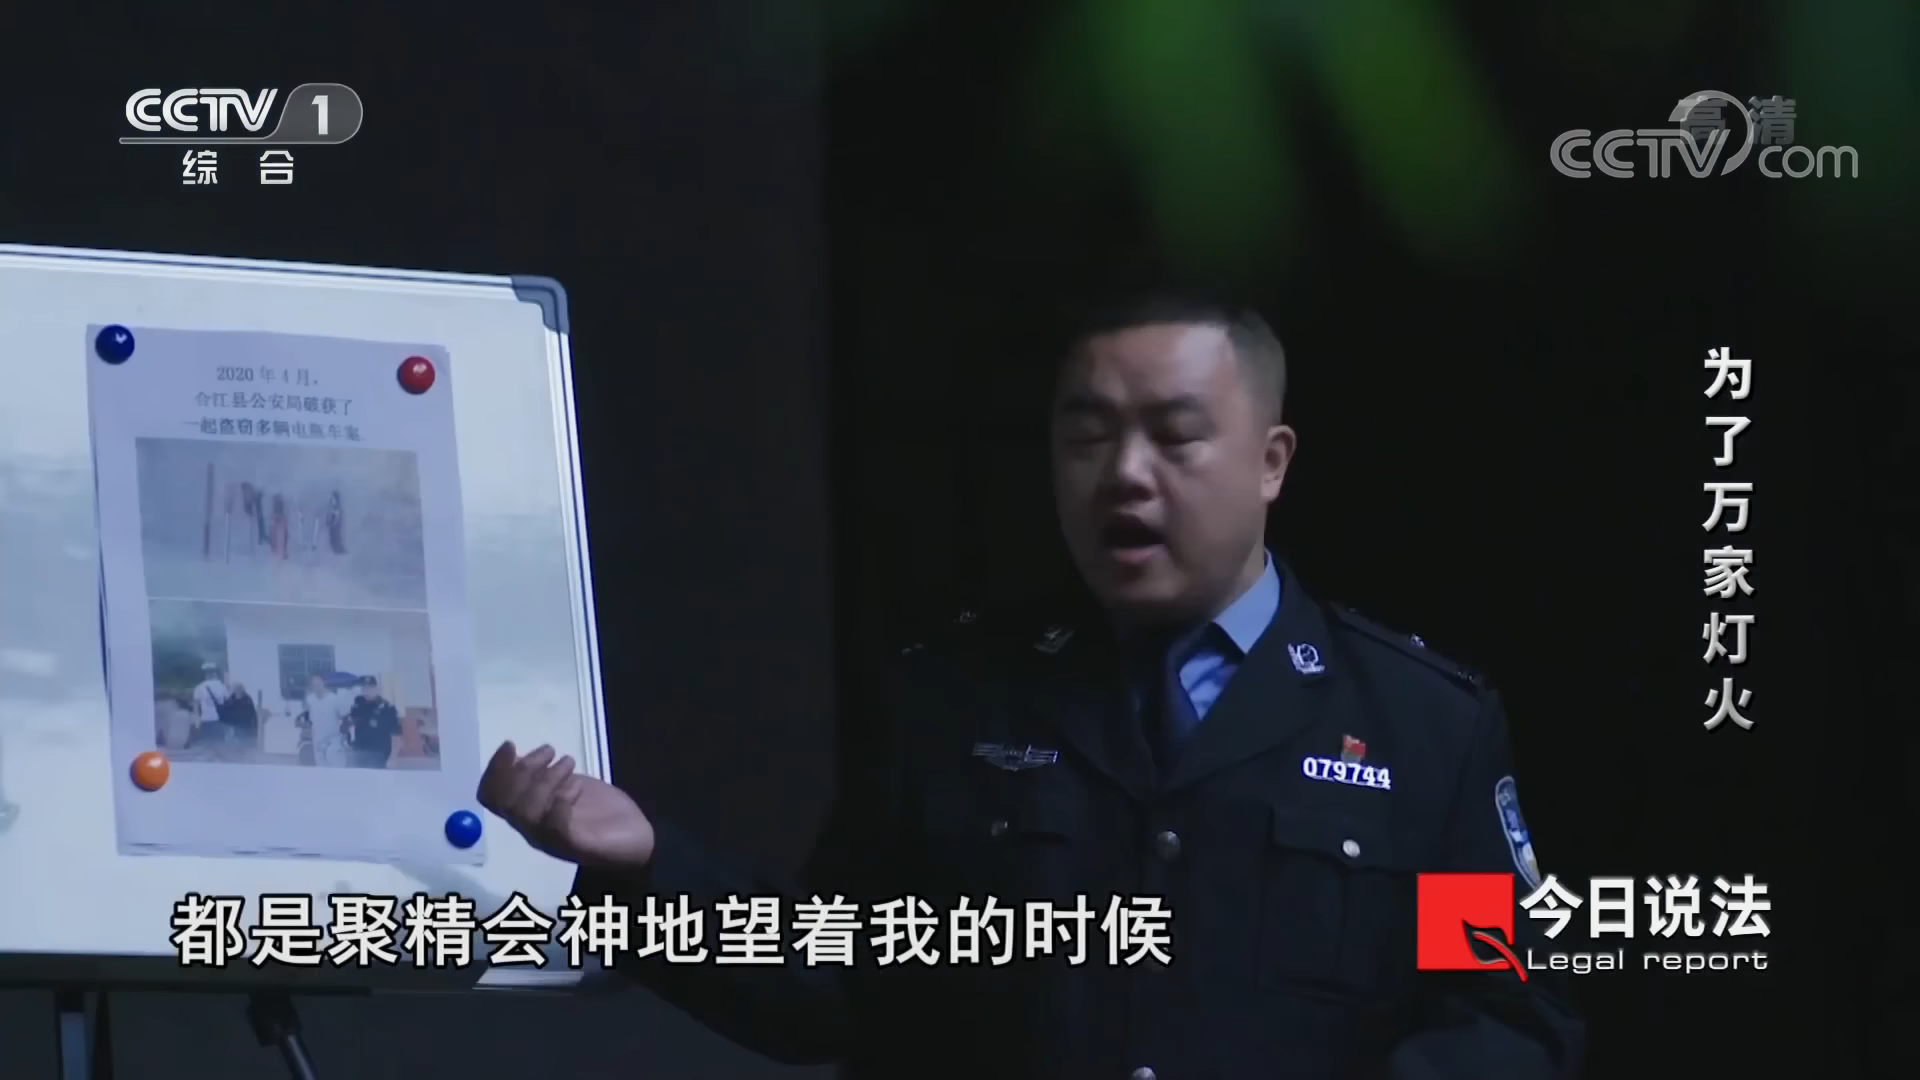 CCTV 1
综合
高清
CCTV.com
2020年4月，
合江县公安局破获了
一起盗窃多辆电瓶车案
为了万家灯火
079744
都是聚精会神地望着我的时候
今日说法
Legal report